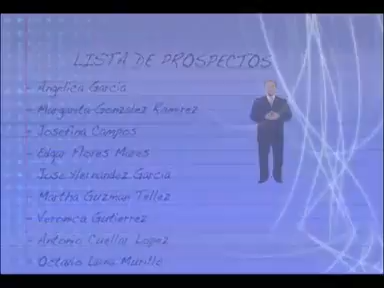 LISTA DE PROSPECTOS
- Angelica Garcia
- Margarita Gonzalez Ramirez
- Josefina Campos
- Edgar Flores Mares
Jose Hernandez Garcia
Martha Guzman Tellez
- Veronica Gutierrez
- Antonio Cuellar Lopez
- Octavio Luna Murillo